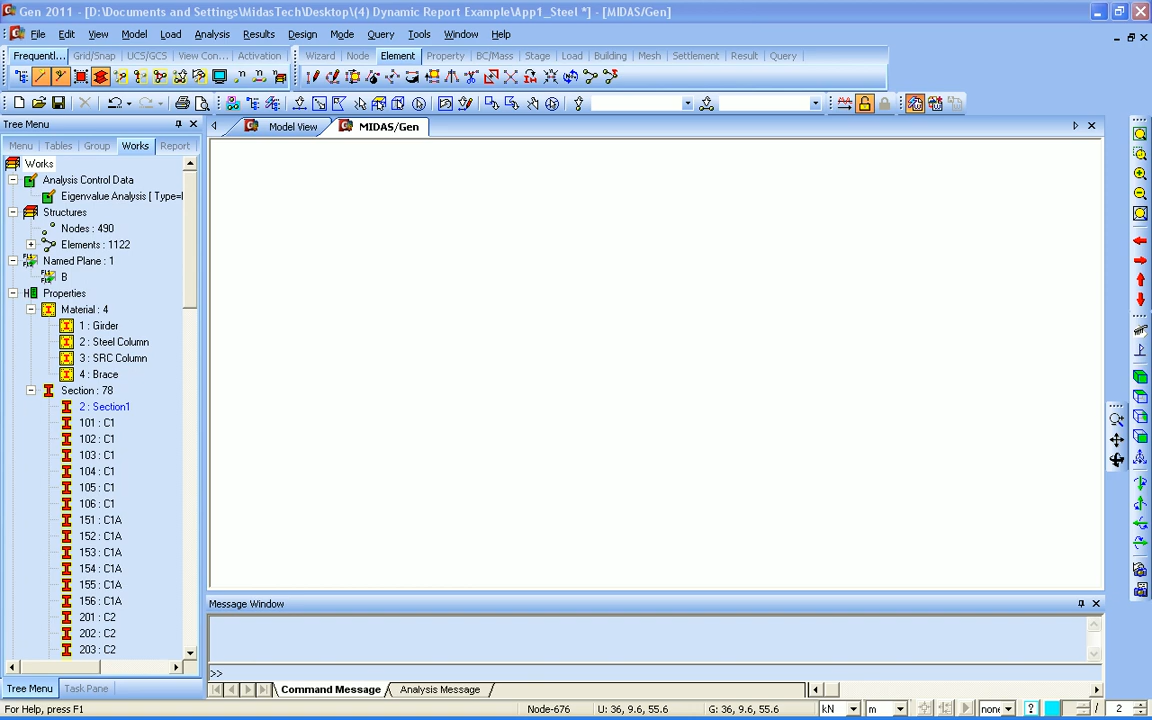 Gen 2011 - [D:\Documents and Settings\MidasTech\Desktop\(4) Dynamic Report Example\App1_Steel *] - [MIDAS/Gen]
File Edit View Model Load Analysis Results Design Mode Query Tools Window Help
Frequentl... Grid/Snap UCS/GCS View Con... Activation Wizard Node Element Property BC/Mass Stage Load Building Mesh Settlement Result Query
Tree Menu
Model View MIDAS/Gen
Menu Tables Group Works Report
Works
Analysis Control Data
Eigenvalue Analysis [ Type=
Structures
Nodes : 490
Elements : 1122
Named Plane : 1
B
Properties
Material : 4
1 : Girder
2 : Steel Column
3 : SRC Column
4 : Brace
Section : 78
2 : Section1
101 : C1
102 : C1
103 : C1
104 : C1
105 : C1
106 : C1
151 : C1A
152 : C1A
153 : C1A
154 : C1A
155 : C1A
156 : C1A
201 : C2
202 : C2
203 : C2
Message Window
>>
Tree Menu Task Pane
Command Message Analysis Message
For Help, press F1
Node-676 U: 36, 9.6, 55.6 G: 36, 9.6, 55.6 kN m none ? / 2